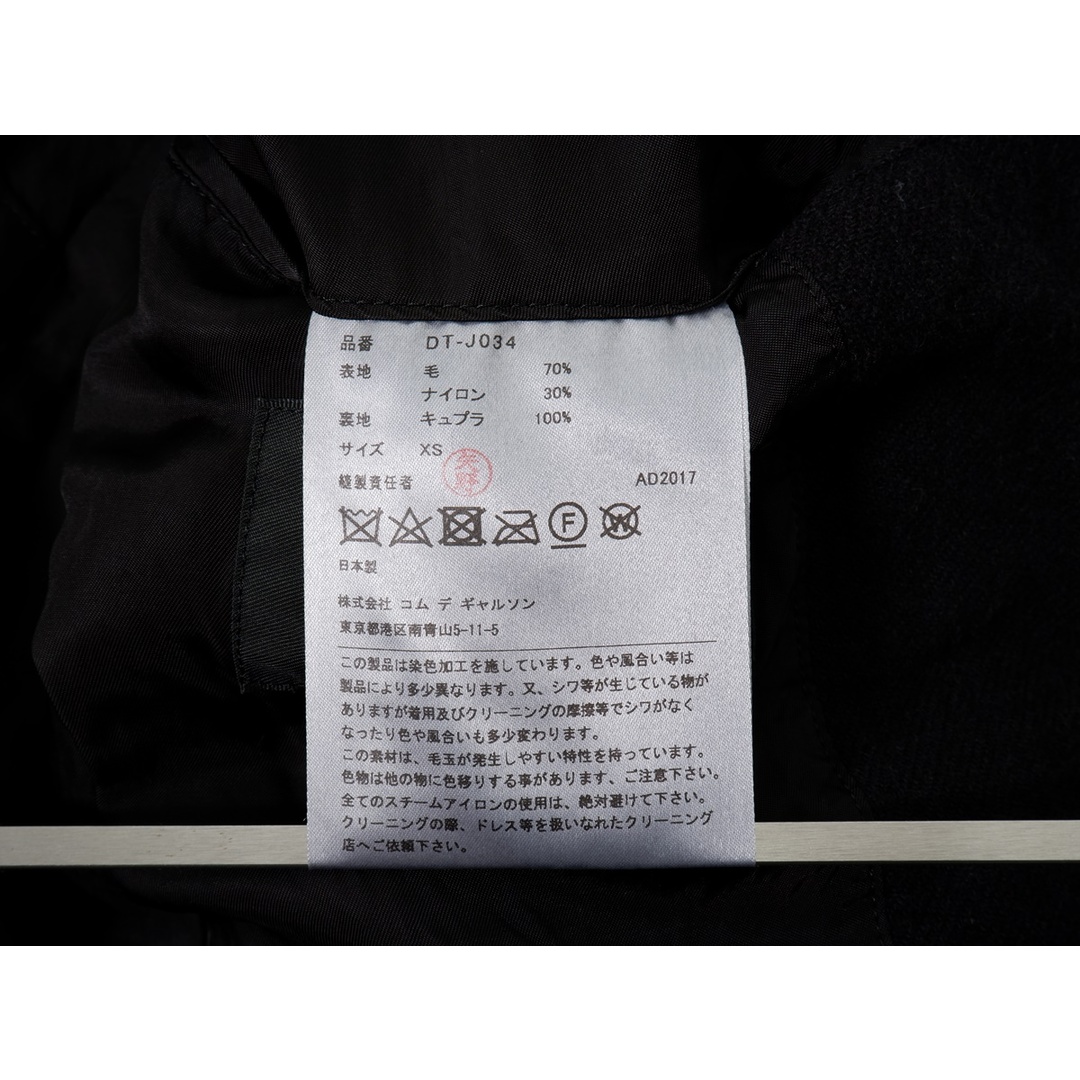 品番 DT-J034
表地 毛 70%
ナイロン 30%
裏地 キュプラ 100%
サイズ XS
縫製責任者 矢野 AD2017
F W
日本製
株式会社 コム デ ギャルソン
東京都港区南青山5-11-5
この製品は染色加工を施しています。色や風合い等は
製品により多少異なります。又、シワ等が生じている物が
ありますが着用及びクリーニングの摩擦等でシワがなく
なったり色や風合いも多少変わります。
この素材は、毛玉が発生しやすい特性を持っています。
色物は他の物に色移りする事があります、ご注意下さい。
全てのスチームアイロンの使用は、絶対避けて下さい。
クリーニングの際、ドレス等を扱いなれたクリーニング
店へご依頼下さい。